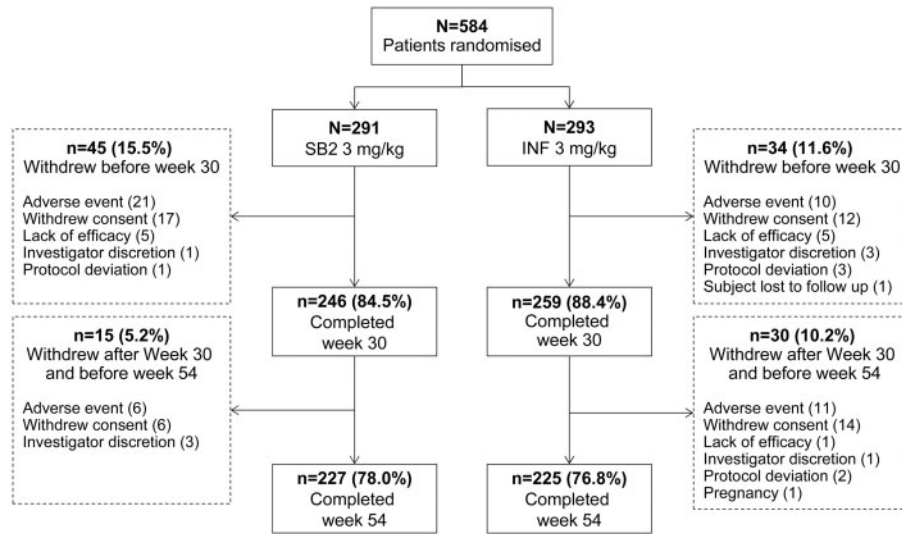 N=584
Patients randomised
N=291
SB2 3 mg/kg
N=293
INF 3 mg/kg
n=45 (15.5%)
Withdrew before week 30
Adverse event (21)
Withdrew consent (17)
Lack of efficacy (5)
Investigator discretion (1)
Protocol deviation (1)
n=34 (11.6%)
Withdrew before week 30
Adverse event (10)
Withdrew consent (12)
Lack of efficacy (5)
Investigator discretion (3)
Protocol deviation (3)
Subject lost to follow up (1)
n=246 (84.5%)
Completed
week 30
n=259 (88.4%)
Completed
week 30
n=15 (5.2%)
Withdrew after Week 30
and before week 54
Adverse event (6)
Withdrew consent (6)
Investigator discretion (3)
n=30 (10.2%)
Withdrew after Week 30
and before week 54
Adverse event (11)
Withdrew consent (14)
Lack of efficacy (1)
Investigator discretion (1)
Protocol deviation (2)
Pregnancy (1)
n=227 (78.0%)
Completed
week 54
n=225 (76.8%)
Completed
week 54